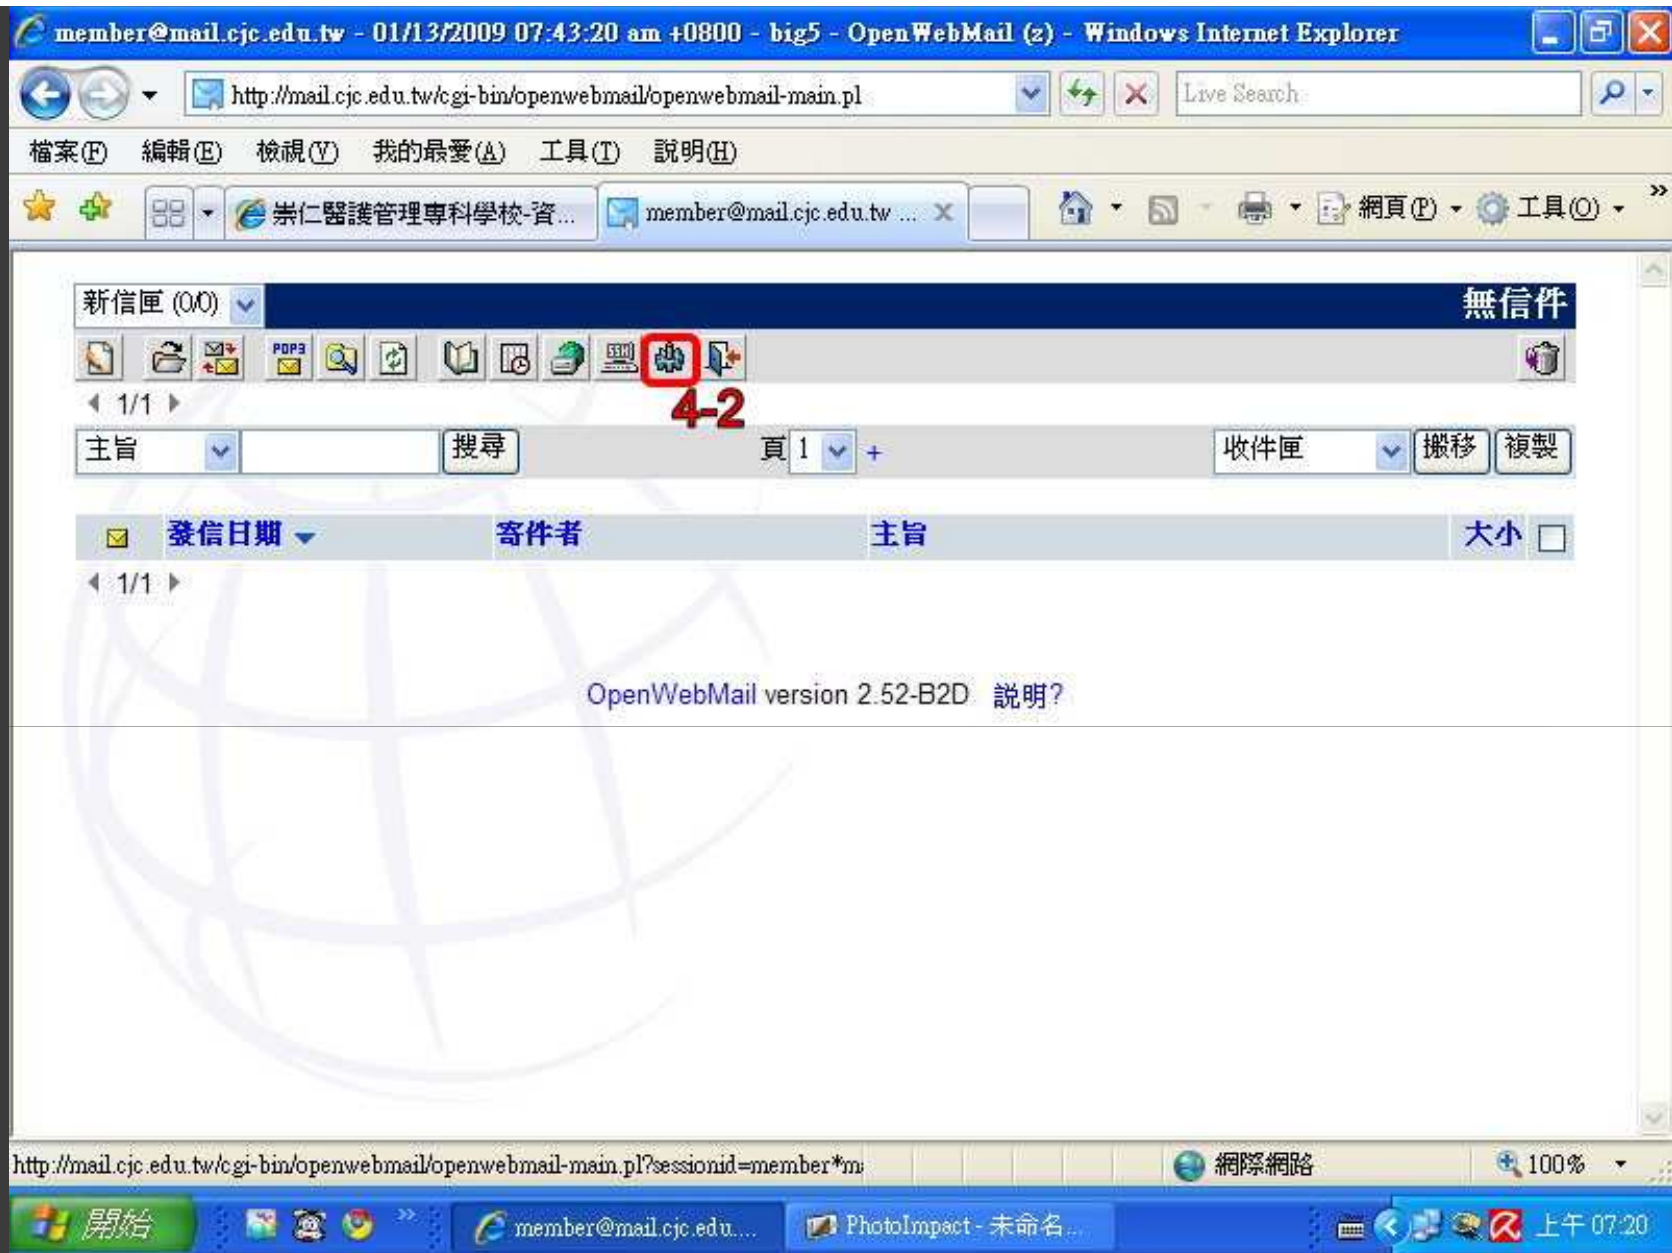 member@mail.cjc.edu.tw - 01/13/2009 07:43:20 am +0800 - big5 - OpenWebMail (z) - Windows Internet Explorer
http://mail.cjc.edu.tw/cgi-bin/openwebmail/openwebmail-main.pl Live Search
檔案(F) 編輯(E) 檢視(V) 我的最愛(A) 工具(T) 說明(H)
崇仁醫護管理專科學校-資... member@mail.cjc.edu.tw ... 網頁(P) 工具(O) »
新信匣 (0/0) 無信件
POP3 SSH
4-2
1/1
主旨 搜尋 頁 1 + 收件匣 搬移 複製
發信日期 寄件者 主旨 大小
1/1
OpenWebMail version 2.52-B2D 說明?
http://mail.cjc.edu.tw/cgi-bin/openwebmail/openwebmail-main.pl?sessionid=member*m 網際網路 100%
開始 » member@mail.cjc.edu.... PhotoImpact - 未命名... 上午 07:20